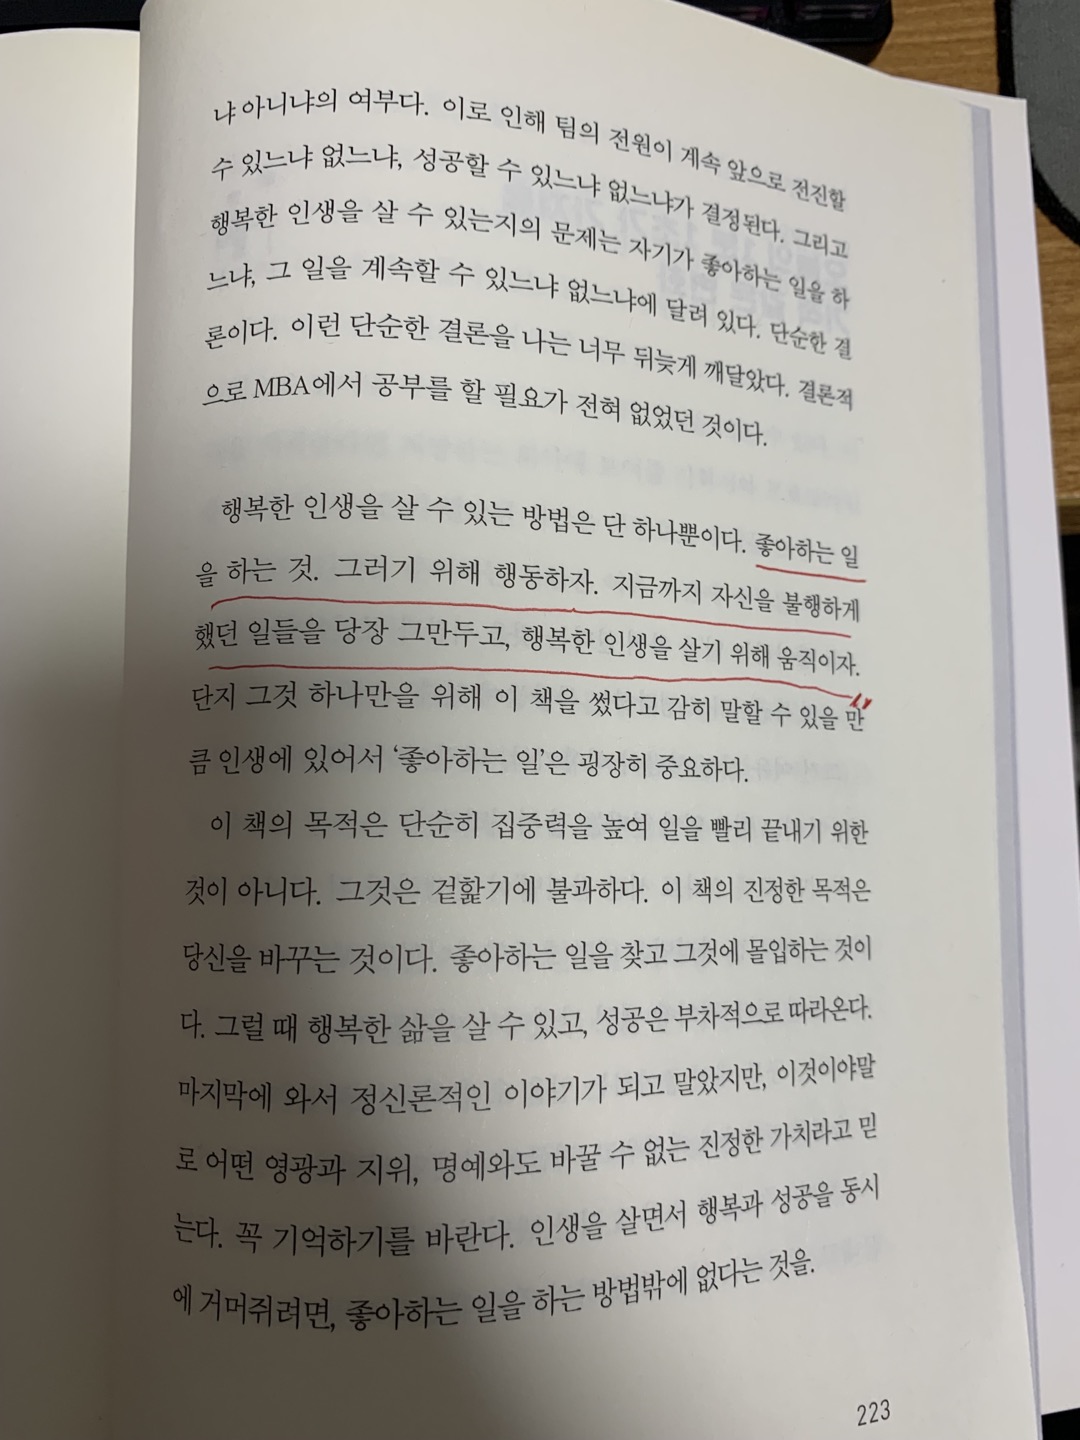 냐 아니냐의 여부다. 이로 인해 팀의 전원이 계속 앞으로 전진할
수 있느냐 없느냐, 성공할 수 있느냐 없느냐가 결정된다. 그리고
행복한 인생을 살 수 있는지의 문제는 자기가 좋아하는 일을 하
느냐, 그 일을 계속할 수 있느냐 없느냐에 달려 있다. 단순한 결
론이다. 이런 단순한 결론을 나는 너무 뒤늦게 깨달았다. 결론적
으로 MBA에서 공부를 할 필요가 전혀 없었던 것이다.
행복한 인생을 살 수 있는 방법은 단 하나뿐이다. 좋아하는 일
을 하는 것. 그러기 위해 행동하자. 지금까지 자신을 불행하게
했던 일들을 당장 그만두고, 행복한 인생을 살기 위해 움직이자.
단지 그것 하나만을 위해 이 책을 썼다고 감히 말할 수 있을 만
큼 인생에 있어서 ‘좋아하는 일’은 굉장히 중요하다.
이 책의 목적은 단순히 집중력을 높여 일을 빨리 끝내기 위한
것이 아니다. 그것은 겉핥기에 불과하다. 이 책의 진정한 목적은
당신을 바꾸는 것이다. 좋아하는 일을 찾고 그것에 몰입하는 것이
다. 그럴 때 행복한 삶을 살 수 있고, 성공은 부차적으로 따라온다.
마지막에 와서 정신론적인 이야기가 되고 말았지만, 이것이야말
로 어떤 영광과 지위, 명예와도 바꿀 수 없는 진정한 가치라고 믿
는다. 꼭 기억하기를 바란다. 인생을 살면서 행복과 성공을 동시
에 거머쥐려면, 좋아하는 일을 하는 방법밖에 없다는 것을.
223